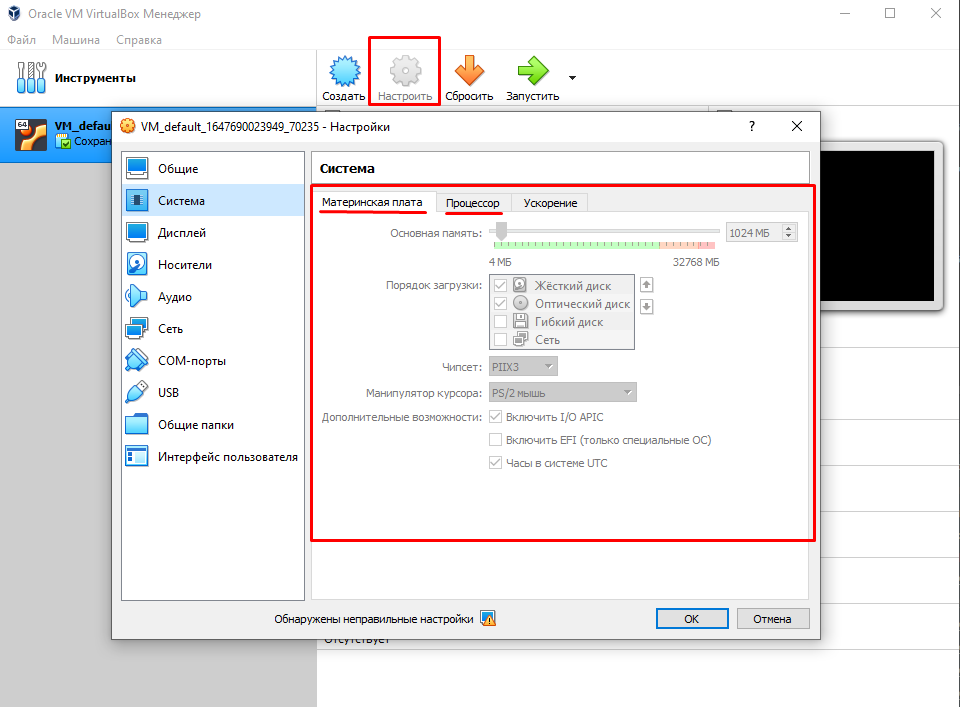 Oracle VM VirtualBox Менеджер
Файл Машина Справка
Инструменты
Создать Настроить Сбросить Запустить
64
VM_defau
Сохран
VM_default_1647690023949_70235 - Настройки
?
Общие
Система
Дисплей
Носители
Аудио
Сеть
COM-порты
USB
Общие папки
Интерфейс пользователя
Система
Материнская плата Процессор Ускорение
Основная память: 1024 МБ
4 МБ 32768 МБ
Порядок загрузки: Жёсткий диск
Оптический диск
Гибкий диск
Сеть
Чипсет: PIIX3
Манипулятор курсора: PS/2 мышь
Дополнительные возможности: Включить I/O APIC
Включить EFI (только специальные ОС)
Часы в системе UTC
Обнаружены неправильные настройки
OK Отмена
Отсутствует